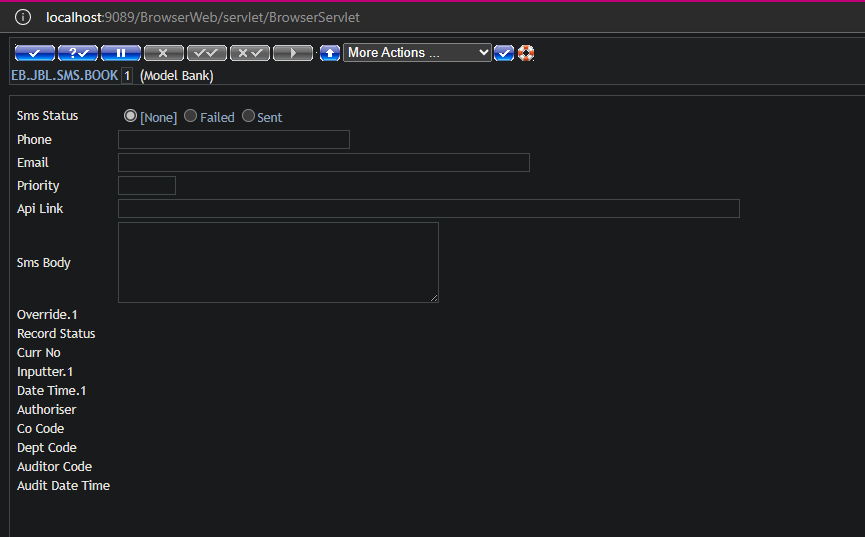 localhost:9089/BrowserWeb/servlet/BrowserServlet
More Actions ...
EB.JBL.SMS.BOOK 1 (Model Bank)
Sms Status [None] Failed Sent
Phone
Email
Priority
Api Link
Sms Body
Override.1
Record Status
Curr No
Inputter.1
Date Time.1
Authoriser
Co Code
Dept Code
Auditor Code
Audit Date Time